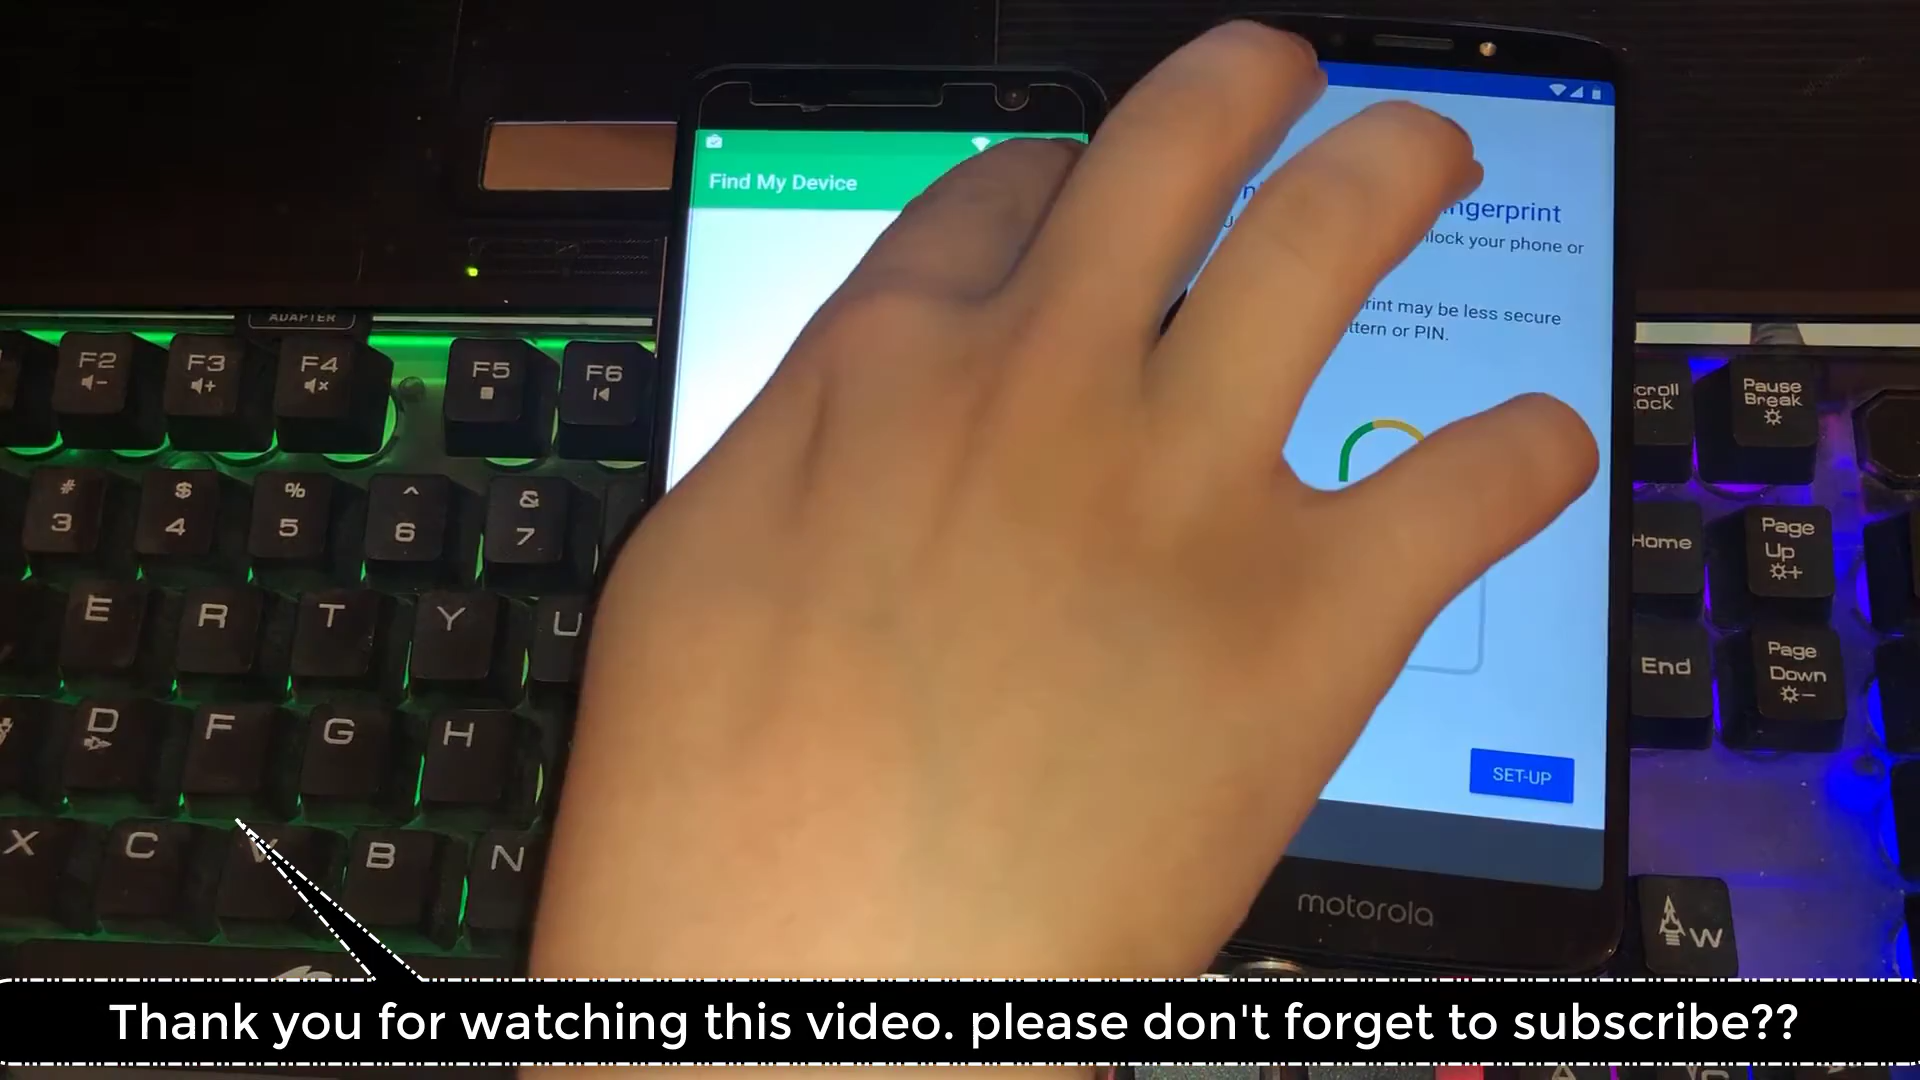 Find My Device
ngerprint
lock your phone or
rint may be less secure
ttern or PIN.
SET-UP
motorola
ADAPTER
F2
F3
F4
F5
F6
# 3
$ 4
% 5
^ 6
& 7
E
R
T
Y
U
D
F
G
H
X
C
V
B
N
Pause
Break
Home
Page
Up
End
Page
Down
W
Thank you for watching this video. please don't forget to subscribe??